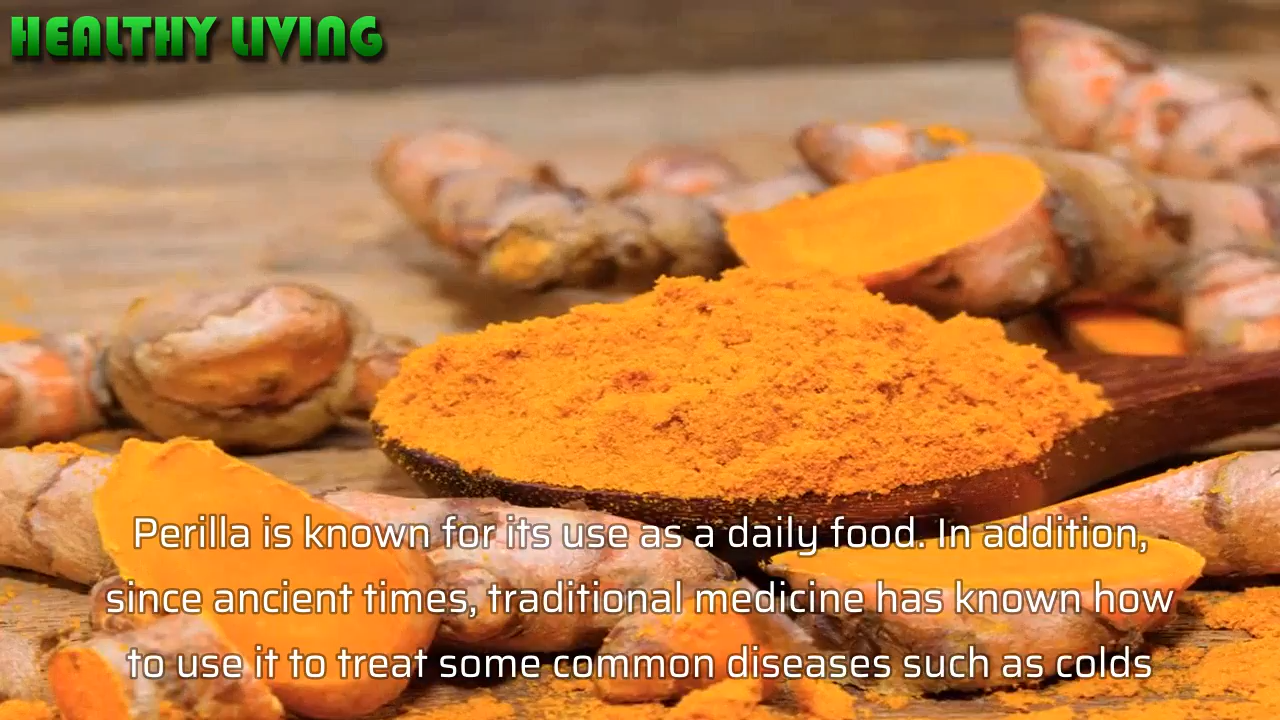 HEALTHY LIVING
Perilla is known for its use as a daily food. In addition,
since ancient times, traditional medicine has known how
to use it to treat some common diseases such as colds